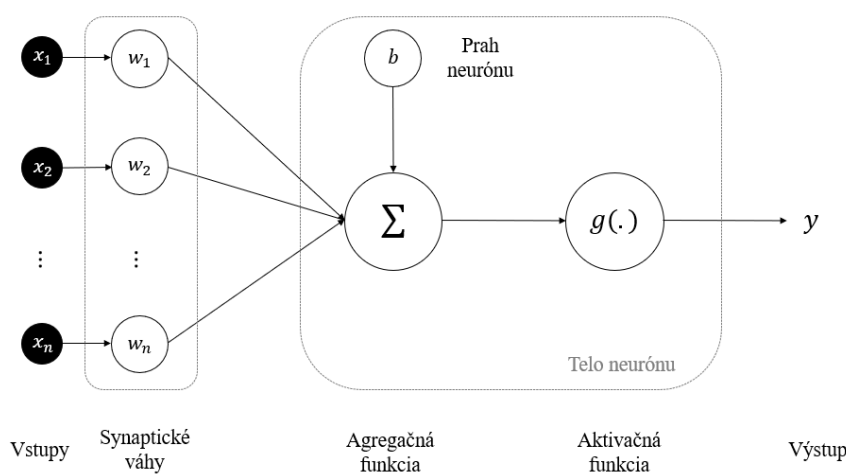 x₁
w₁
b
Prah
neurónu
x₂
w₂
∑
g(.)
y
⋮
⋮
xₙ
wₙ
Telo neurónu
Vstupy
Synaptické
váhy
Agregačná
funkcia
Aktivačná
funkcia
Výstup